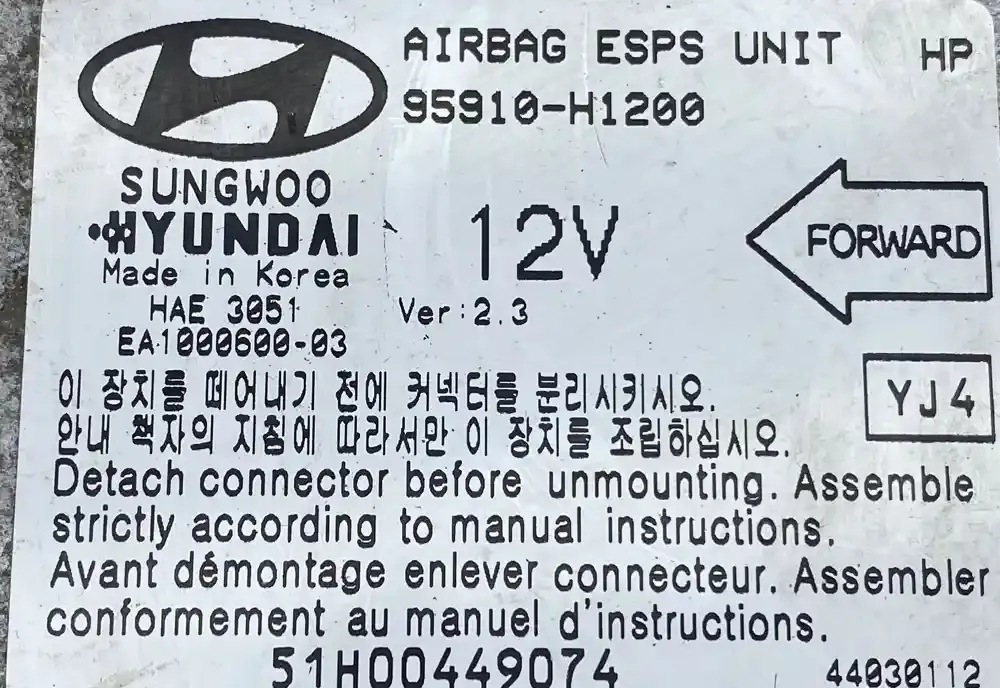 AIRBAG ESPS UNIT HP
95910-H1200
SUNGWOO
HYUNDAI
Made in Korea
HAE 3051
EA1000600-03
12V
Ver:2.3
FORWARD
YJ4
이 장치를 떼어내기 전에 커넥터를 분리시키시오.
안내 책자의 지침에 따라서만 이 장치를 조립하십시오.
Detach connector before unmounting. Assemble
strictly according to manual instructions.
Avant démontage enlever connecteur. Assembler
conformement au manuel d'instructions.
51H00449074 44030112